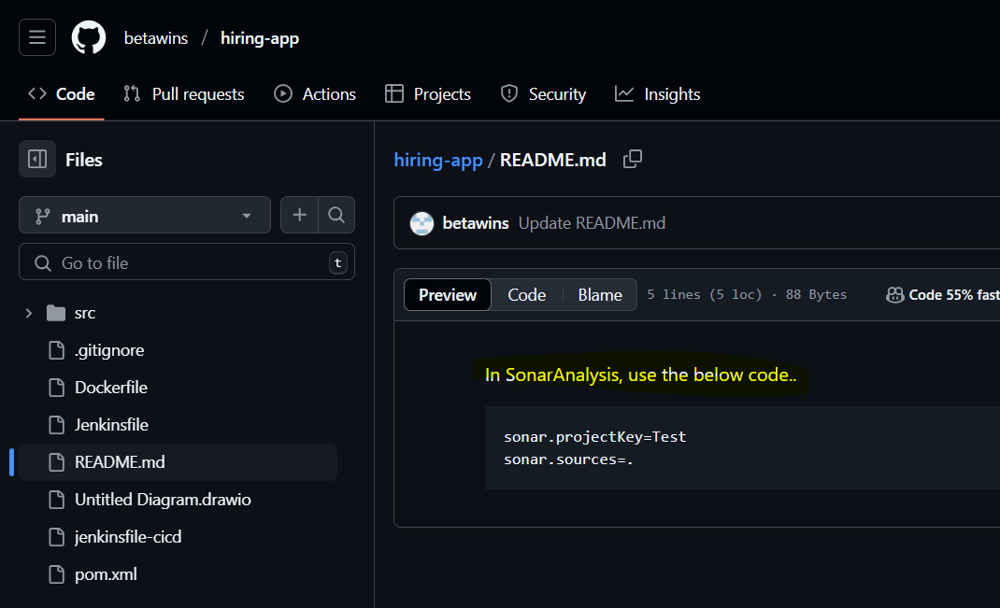 betawins / hiring-app
Code Pull requests Actions Projects Security Insights
Files
main
Go to file t
src
.gitignore
Dockerfile
Jenkinsfile
README.md
Untitled Diagram.drawio
jenkinsfile-cicd
pom.xml
hiring-app / README.md
betawins Update README.md
Preview Code Blame 5 lines (5 loc) · 88 Bytes Code 55% fast
In SonarAnalysis, use the below code..
sonar.projectKey=Test
sonar.sources=.